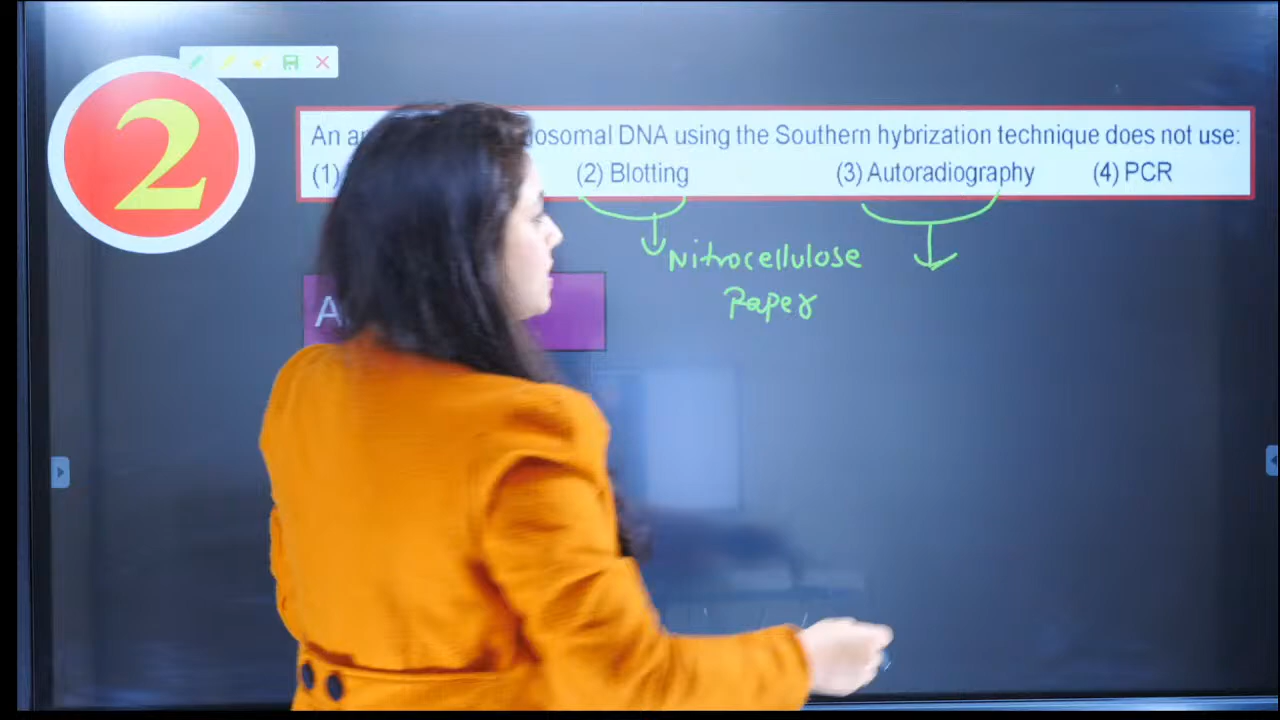 2
An osomal DNA using the Southern hybrization technique does not use:
(1) (2) Blotting (3) Autoradiography (4) PCR
Nitrocellulose
Paper
A